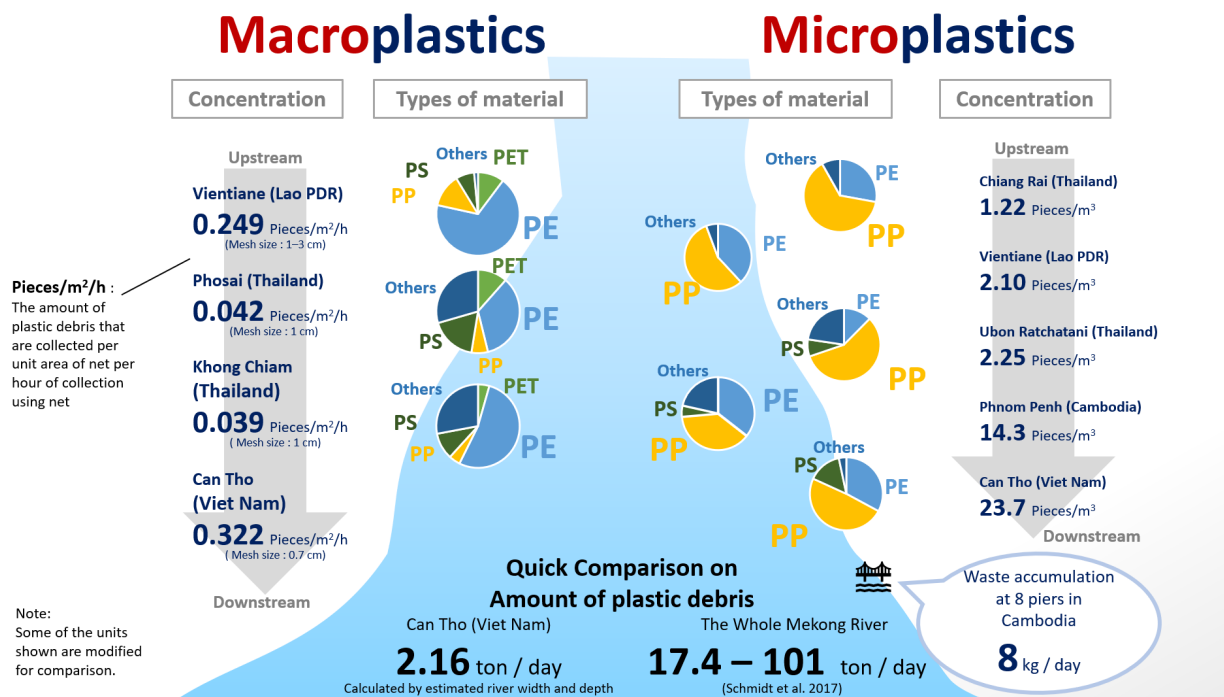 Macroplastics
Concentration
Types of material
Upstream
Vientiane (Lao PDR)
0.249 Pieces/m²/h
(Mesh size : 1–3 cm)
Phosai (Thailand)
0.042 Pieces/m²/h
(Mesh size : 1 cm)
Khong Chiam
(Thailand)
0.039 Pieces/m²/h
( Mesh size : 1 cm)
Can Tho
(Viet Nam)
0.322 Pieces/m²/h
( Mesh size : 0.7 cm)
Downstream
Pieces/m²/h :
The amount of
plastic debris that
are collected per
unit area of net per
hour of collection
using net
Note:
Some of the units
shown are modified
for comparison.
Others
PET
PS
PP
PE
PET
Others
PE
PS
PP
Others
PET
PS
PP
PE
Microplastics
Types of material
Concentration
Others
PE
PP
Others
PE
PP
Others
PE
PS
PP
Others
PE
PS
PP
Others
PS
PE
PP
Upstream
Chiang Rai (Thailand)
1.22 Pieces/m³
Vientiane (Lao PDR)
2.10 Pieces/m³
Ubon Ratchatani (Thailand)
2.25 Pieces/m³
Phnom Penh (Cambodia)
14.3 Pieces/m³
Can Tho (Viet Nam)
23.7 Pieces/m³
Downstream
Quick Comparison on
Amount of plastic debris
Can Tho (Viet Nam)
2.16 ton / day
Calculated by estimated river width and depth
The Whole Mekong River
17.4 – 101 ton / day
(Schmidt et al. 2017)
Waste accumulation
at 8 piers in
Cambodia
8 kg / day